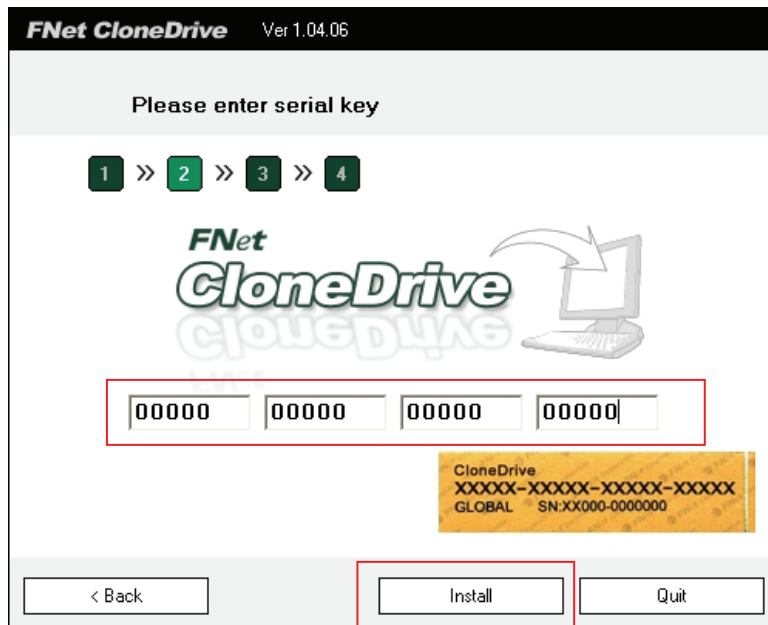 FNet CloneDrive Ver 1.04.06
Please enter serial key
1 » 2 » 3 » 4
FNet
CloneDrive
00000 00000 00000 00000
CloneDrive
XXXXX-XXXXX-XXXXX-XXXXX
GLOBAL SN:XX000-0000000
< Back Install Quit